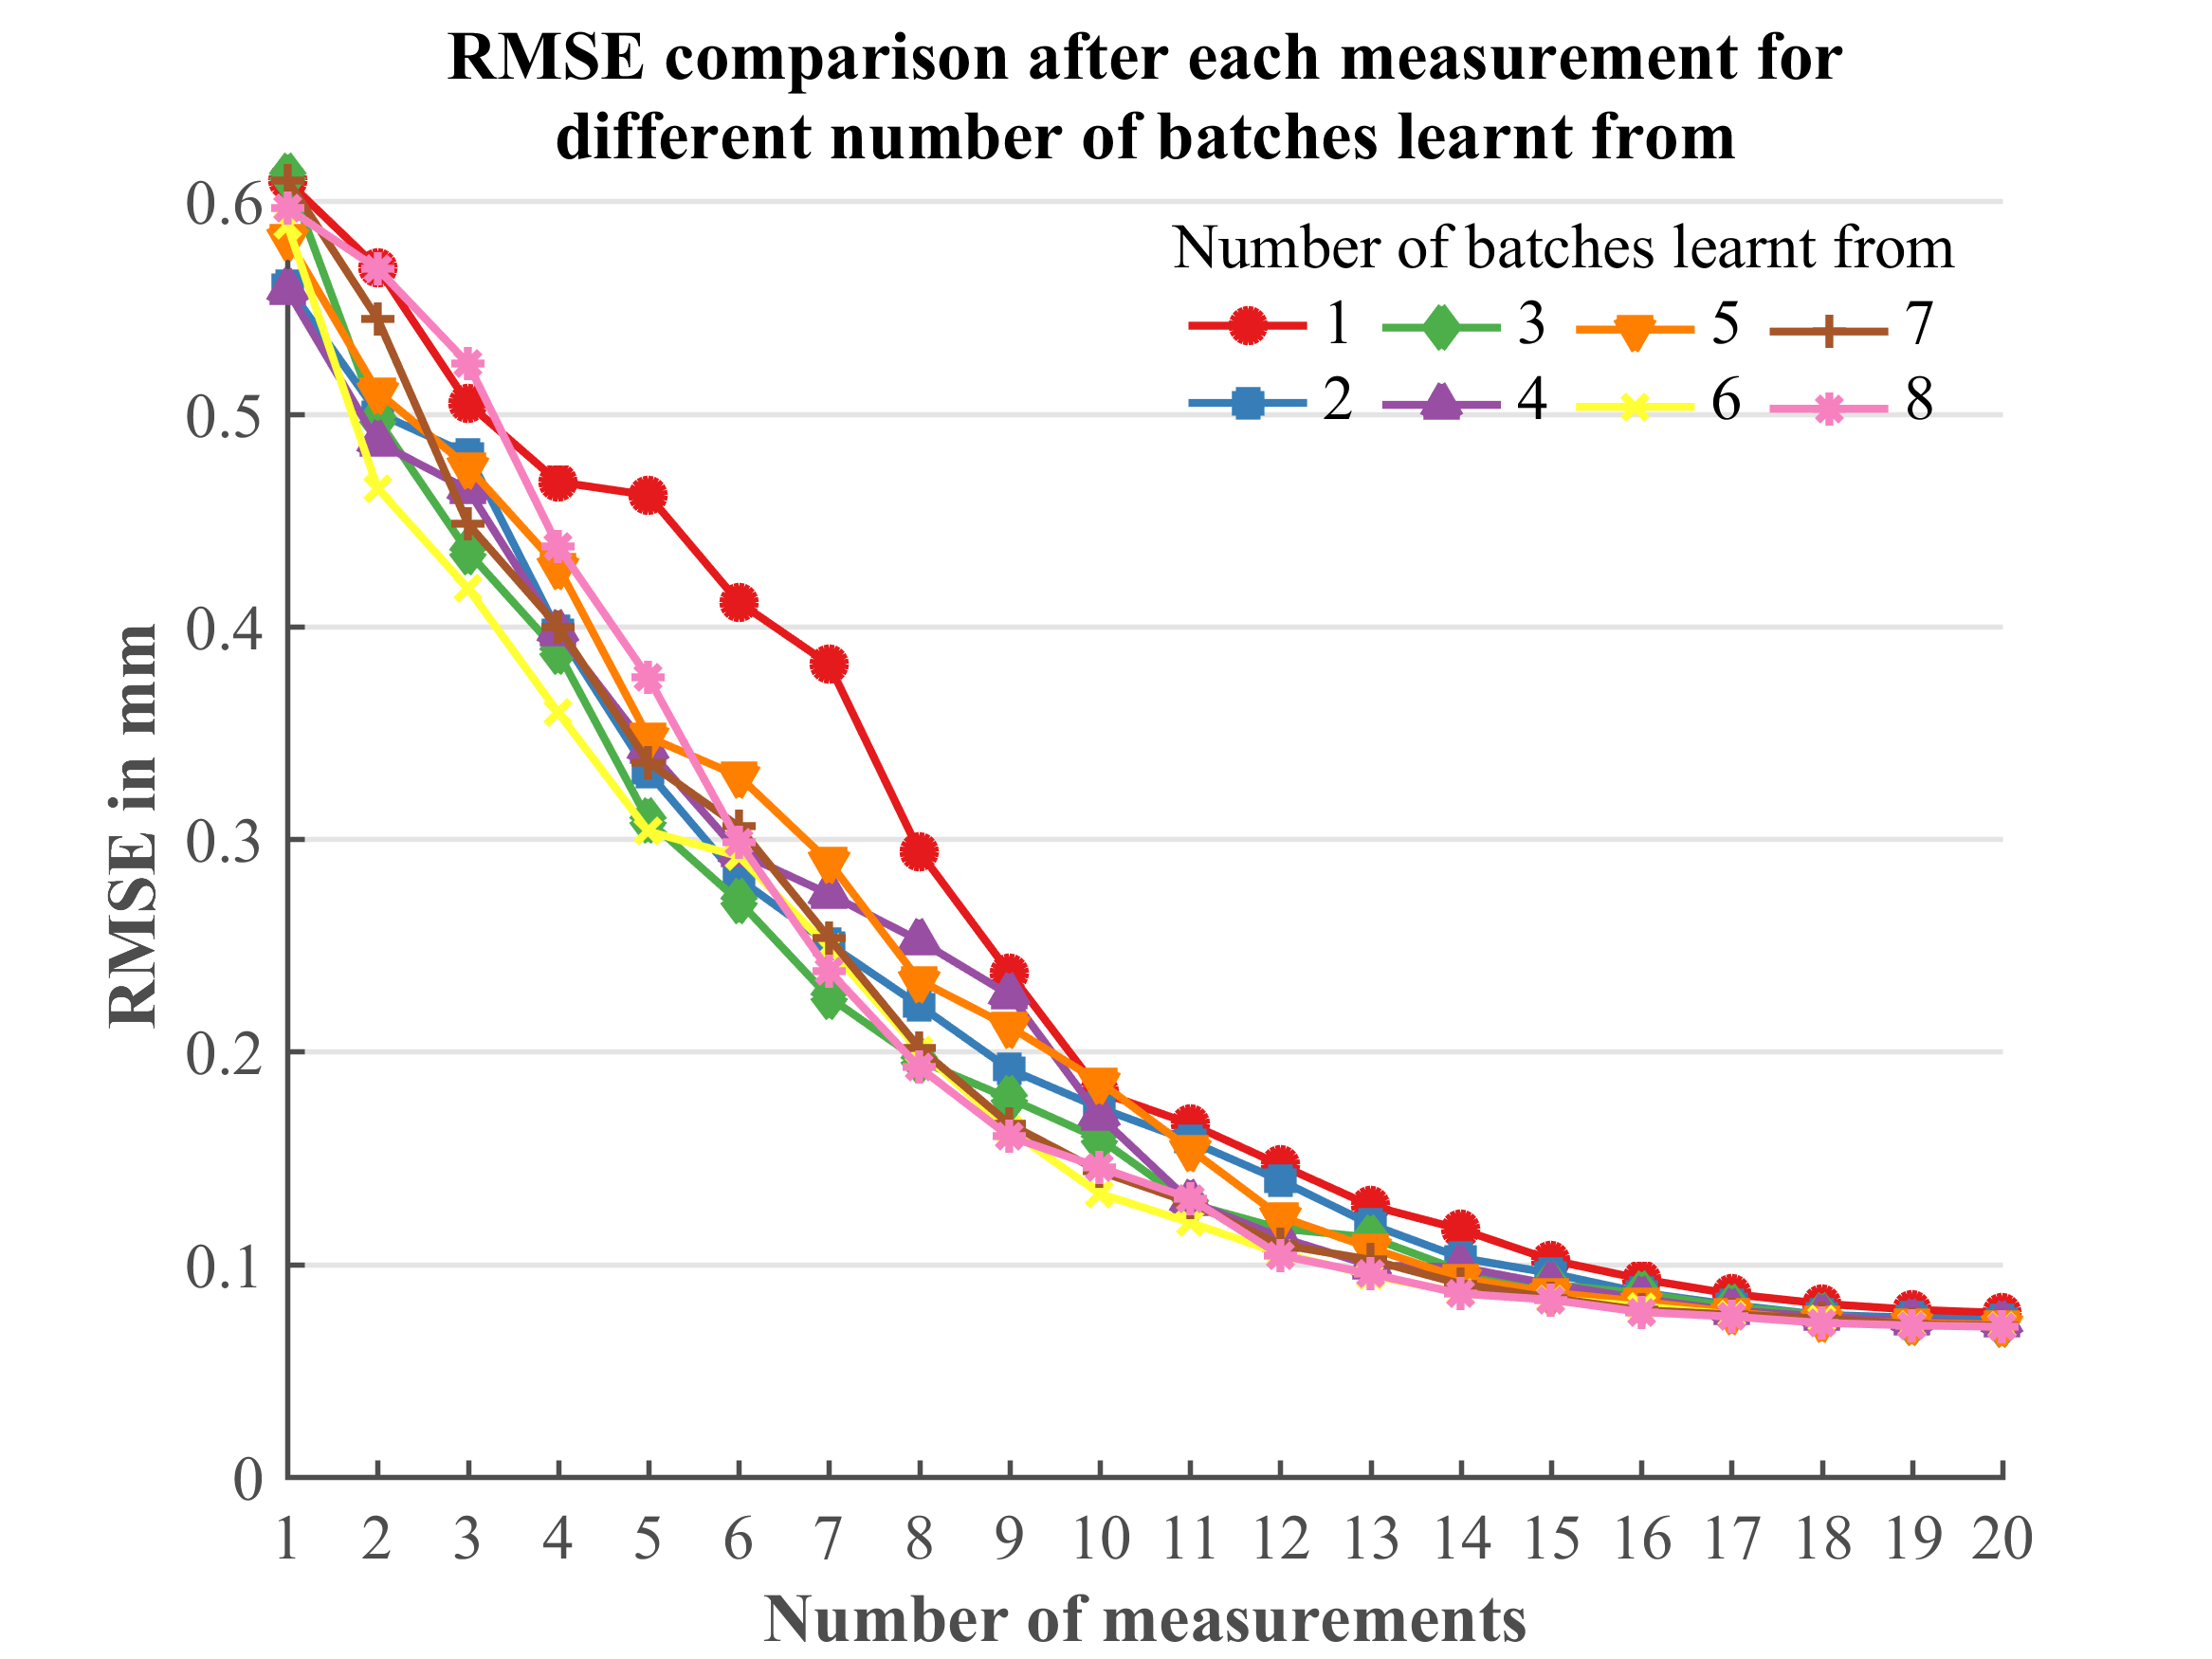 RMSE comparison after each measurement for
different number of batches learnt from
Number of batches learnt from
1 3 5 7
2 4 6 8
RMSE in mm
0.6
0.5
0.4
0.3
0.2
0.1
0
1 2 3 4 5 6 7 8 9 10 11 12 13 14 15 16 17 18 19 20
Number of measurements